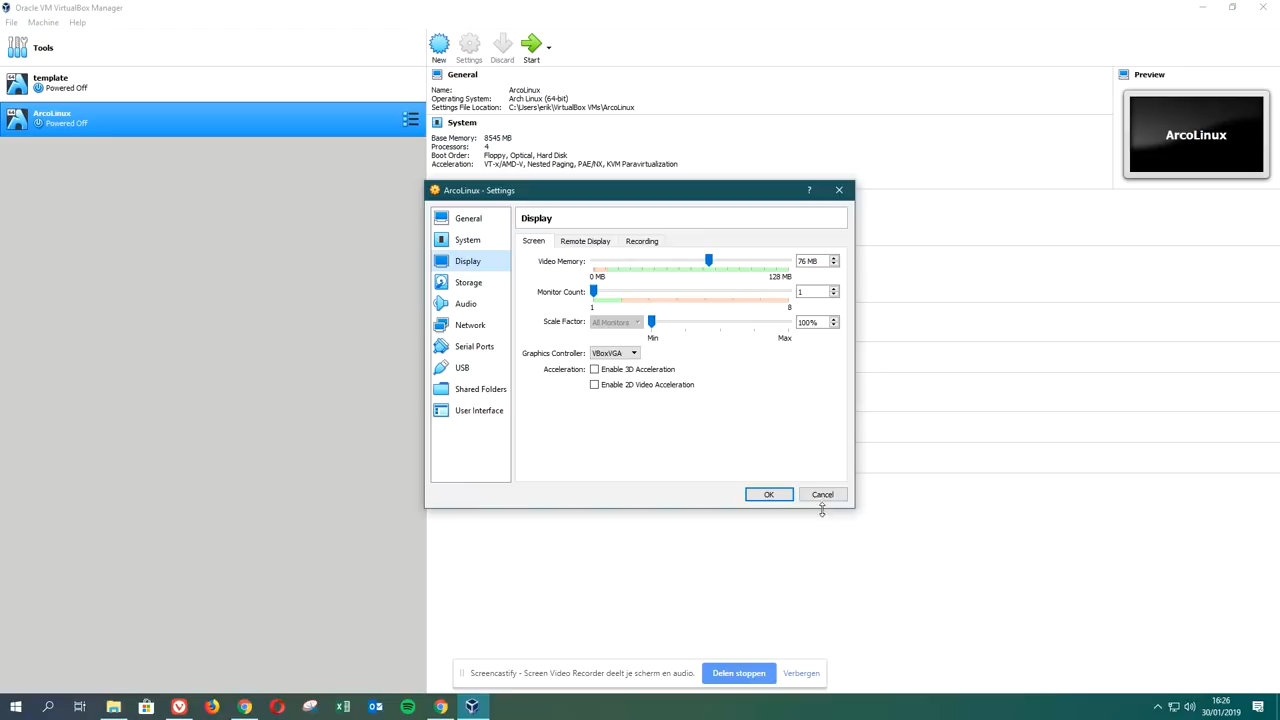 Oracle VM VirtualBox Manager
File Machine Help
Tools
New Settings Discard Start
template
Powered Off
ArcoLinux
Powered Off
General
Name: ArcoLinux
Operating System: Arch Linux (64-bit)
Settings File Location: C:\Users\erik\VirtualBox VMs\ArcoLinux
System
Base Memory: 8545 MB
Processors: 4
Boot Order: Floppy, Optical, Hard Disk
Acceleration: VT-x/AMD-V, Nested Paging, PAE/NX, KVM Paravirtualization
Preview
ArcoLinux
ArcoLinux - Settings
?
General
System
Display
Storage
Audio
Network
Serial Ports
USB
Shared Folders
User Interface
Display
Screen Remote Display Recording
Video Memory: 76 MB
0 MB 128 MB
Monitor Count: 1
1 8
Scale Factor: All Monitors 100%
Min Max
Graphics Controller: VBoxVGA
Acceleration: Enable 3D Acceleration
Enable 2D Video Acceleration
OK Cancel
Screencastify - Screen Video Recorder deelt je scherm en audio. Delen stoppen Verbergen
16:26
30/01/2019